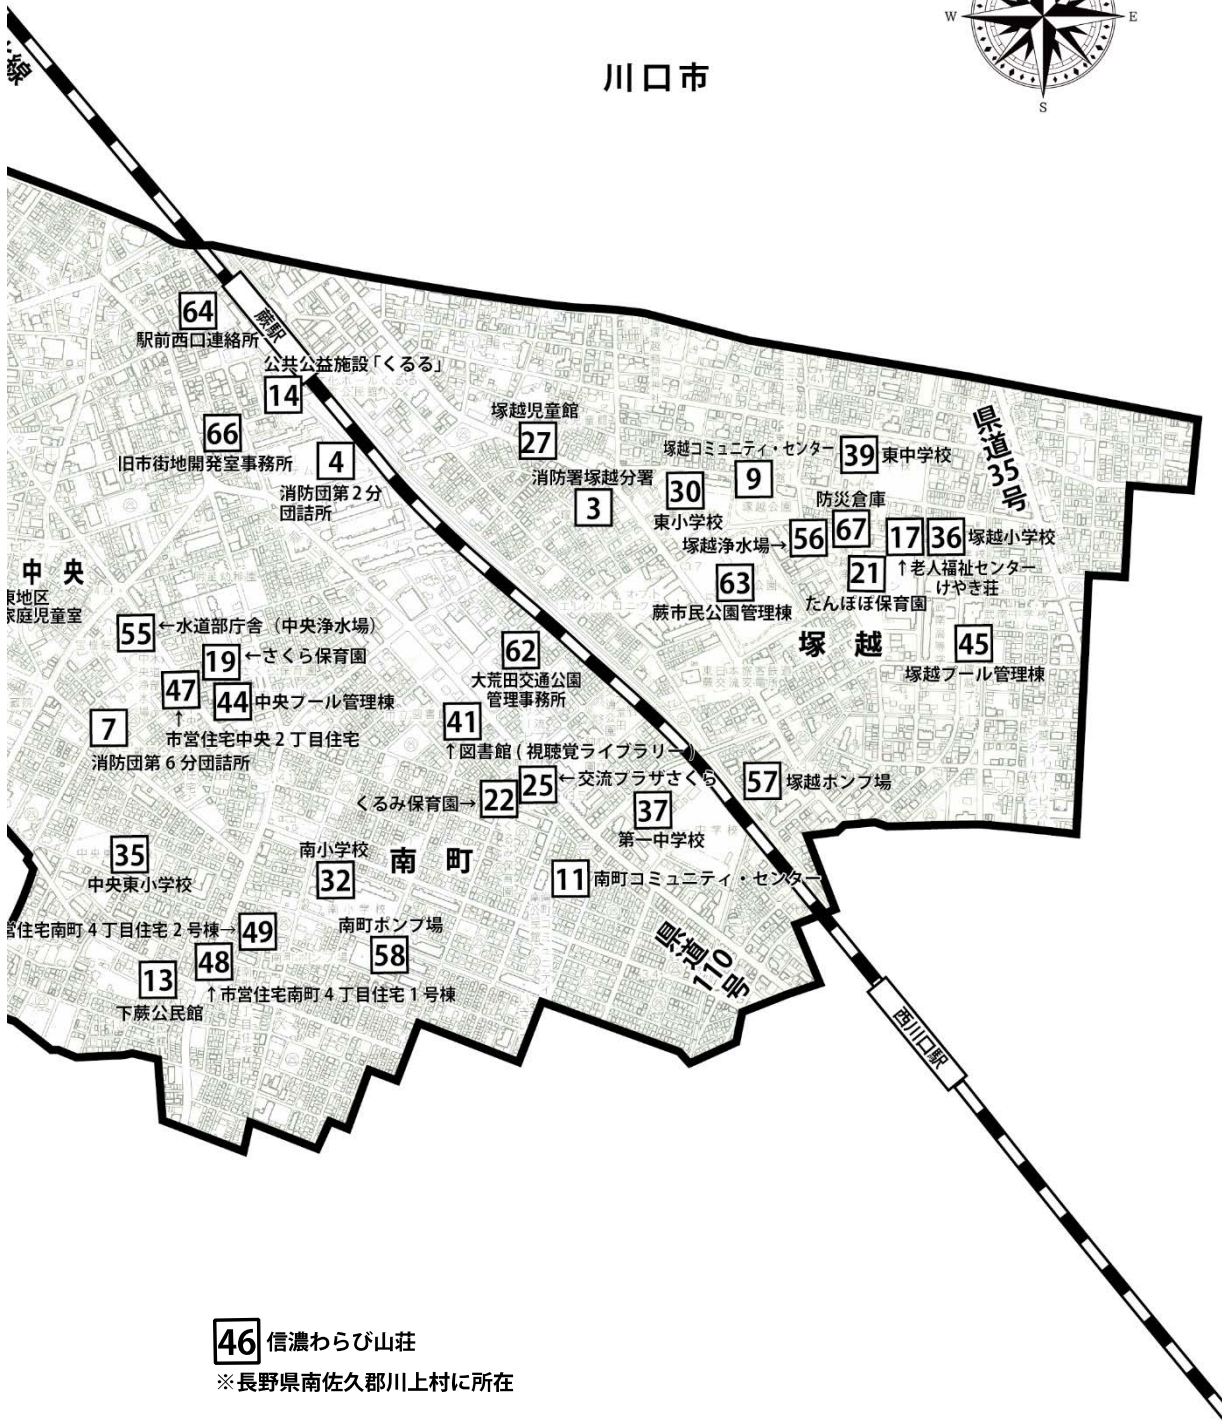 W
E
S
川口市
線
64
駅前西口連絡所
蕨駅
公共公益施設「くるる」
14
66
旧市街地開発室事務所
4
消防団第2分
団詰所
塚越児童館
27
消防署塚越分署
3
30
東小学校
塚越コミュニティ・センター
9
39 東中学校
県道35号
防災倉庫
塚越浄水場→ 56
67
17
36 塚越小学校
↑老人福祉センター
けやき荘
21
たんぽぽ保育園
63
蕨市民公園管理棟
塚越
45
塚越プール管理棟
中央
東地区
家庭児童室
55 ←水道部庁舎（中央浄水場）
19 ←さくら保育園
47
44 中央プール管理棟
↑
市営住宅中央2丁目住宅
7
消防団第6分団詰所
62
大荒田交通公園
管理事務所
41
↑図書館(視聴覚ライブラリー)
25 ←交流プラザさくら
くるみ保育園→ 22
37
第一中学校
57 塚越ポンプ場
35
中央東小学校
南小学校
32
南町
11 南町コミュニティ・センター
営住宅南町4丁目住宅2号棟→ 49
南町ポンプ場
58
48
↑市営住宅南町4丁目住宅1号棟
13
下蕨公民館
県道110号
西川口駅
46 信濃わらび山荘
※長野県南佐久郡川上村に所在